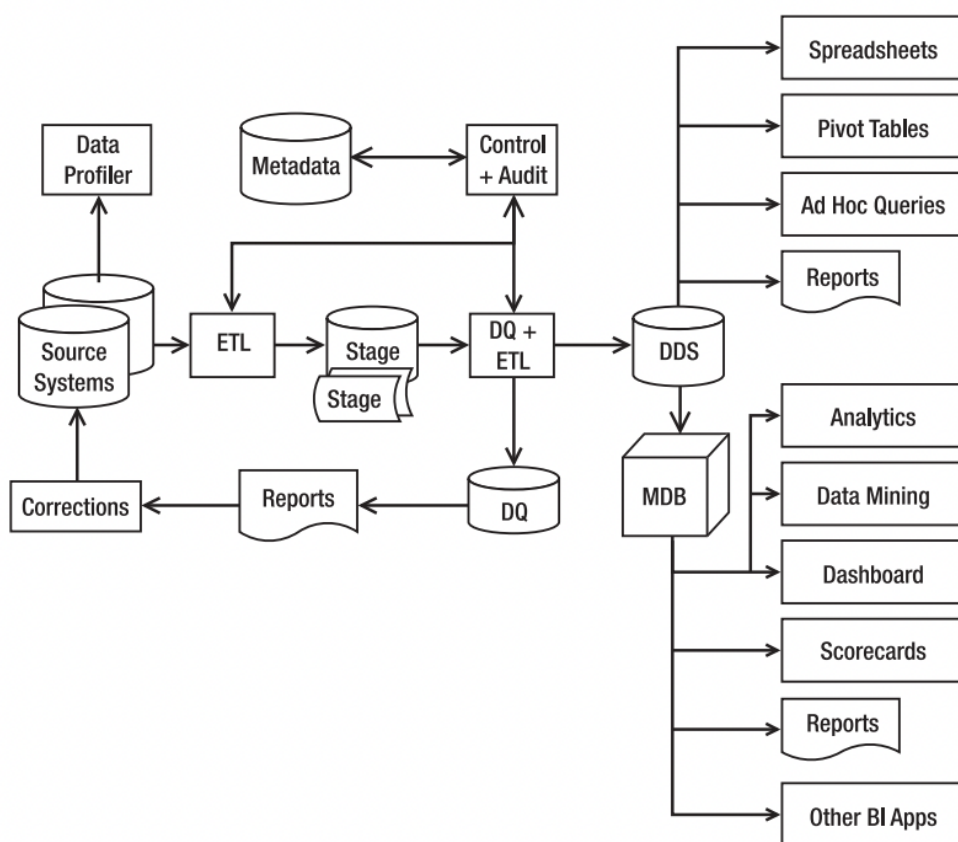 Spreadsheets
Data
Profiler
Metadata
Control
+ Audit
Pivot Tables
Ad Hoc Queries
Reports
Source
Systems
ETL
Stage
Stage
DQ +
ETL
DDS
Analytics
Corrections
Reports
DQ
MDB
Data Mining
Dashboard
Scorecards
Reports
Other BI Apps